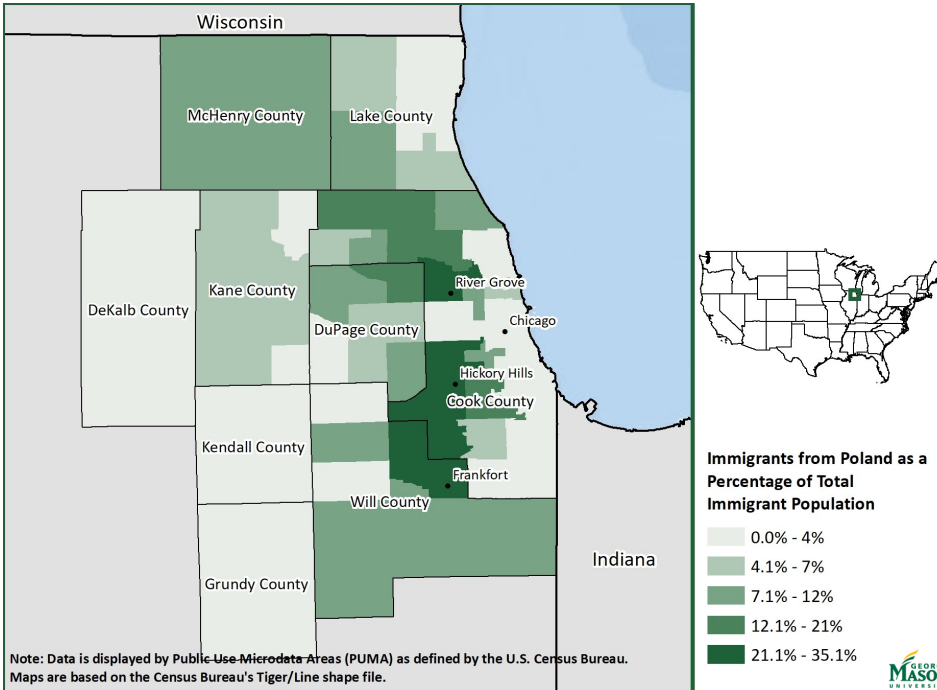 Wisconsin
McHenry County
Lake County
DeKalb County
Kane County
River Grove
Chicago
DuPage County
Hickory Hills
Cook County
Kendall County
Frankfort
Will County
Grundy County
Indiana
Immigrants from Poland as a
Percentage of Total
Immigrant Population
0.0% - 4%
4.1% - 7%
7.1% - 12%
12.1% - 21%
21.1% - 35.1%
Note: Data is displayed by Public Use Microdata Areas (PUMA) as defined by the U.S. Census Bureau.
Maps are based on the Census Bureau's Tiger/Line shape file.
GEOR
MASO
UNIVERSI